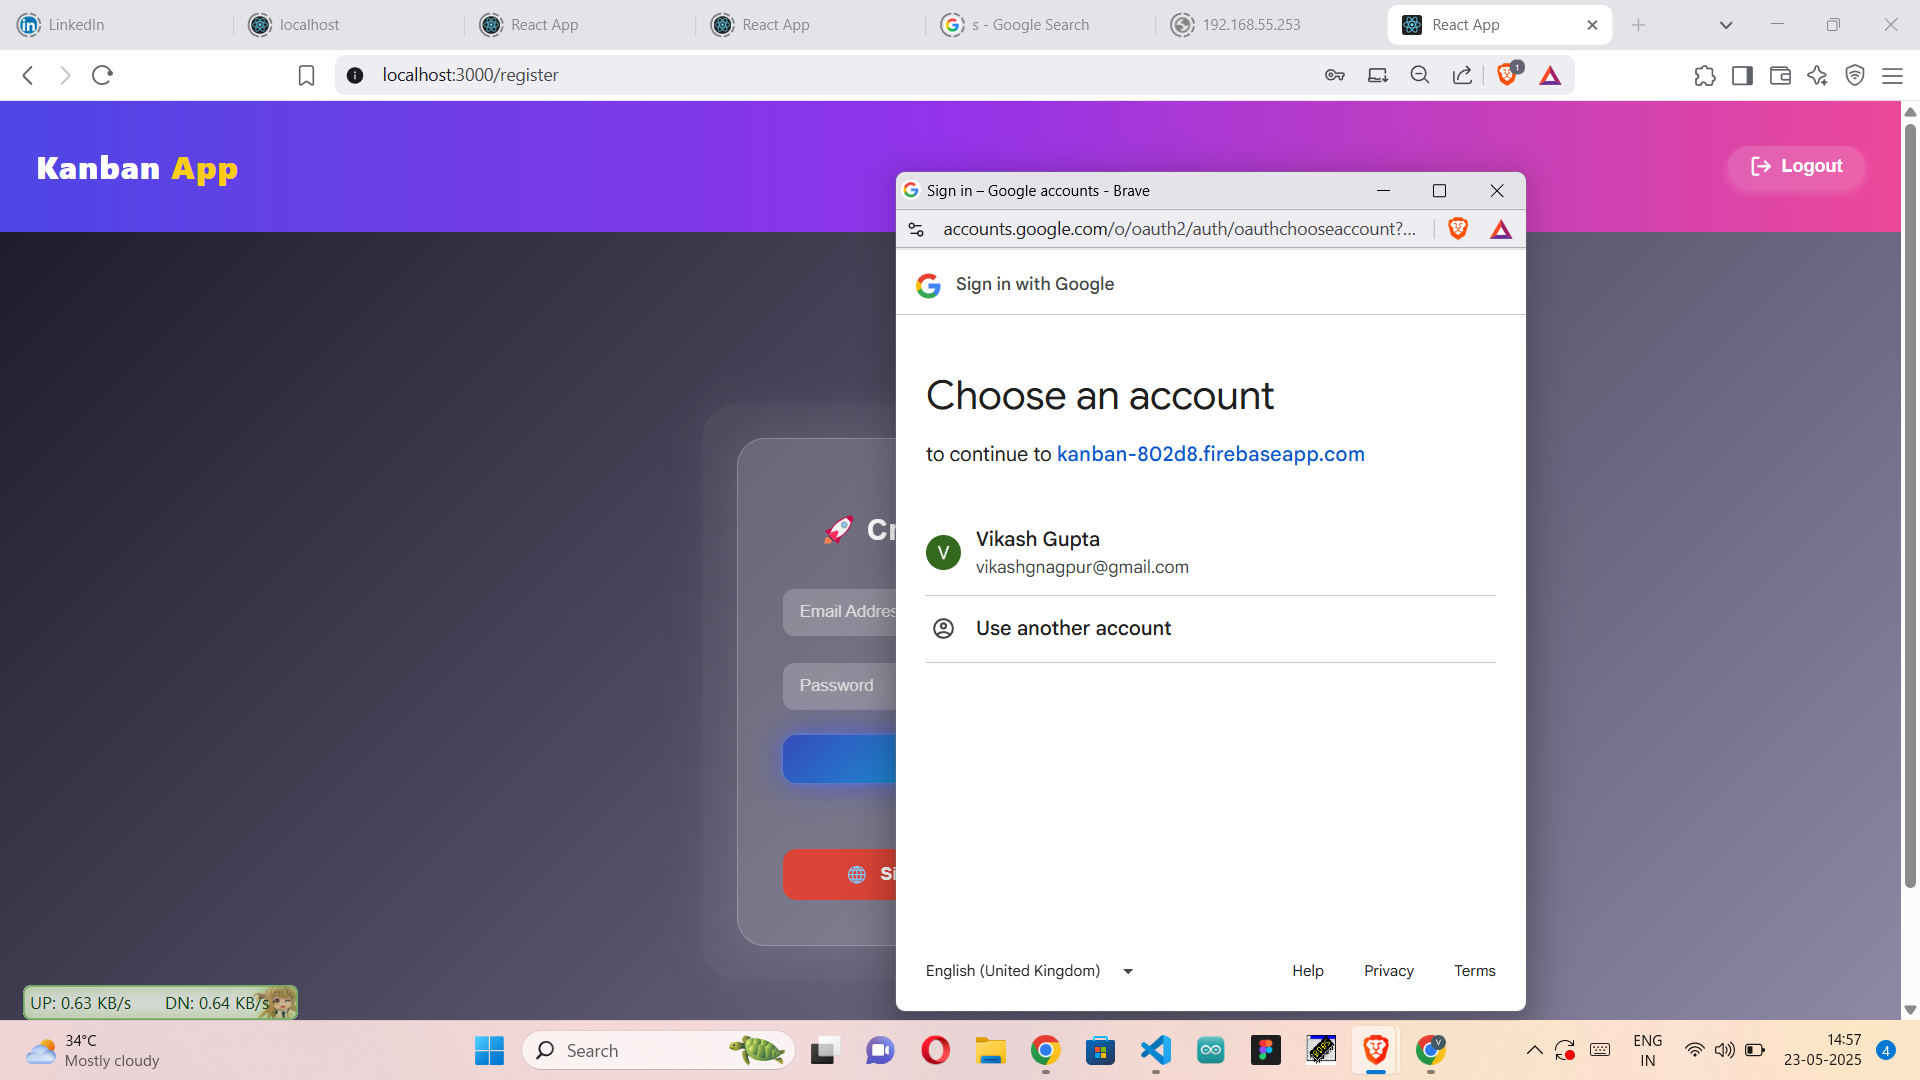 LinkedIn
localhost
React App
React App
s - Google Search
192.168.55.253
React App
localhost:3000/register
1
Kanban App
Logout
Sign in – Google accounts - Brave
accounts.google.com/o/oauth2/auth/oauthchooseaccount?...
Sign in with Google
Choose an account
to continue to kanban-802d8.firebaseapp.com
V
Vikash Gupta
vikashgnagpur@gmail.com
Use another account
Cr
Email Addres
Password
Si
English (United Kingdom)
Help
Privacy
Terms
UP: 0.63 KB/s
DN: 0.64 KB/s
34°C
Mostly cloudy
Search
V
ENG
IN
14:57
23-05-2025
4